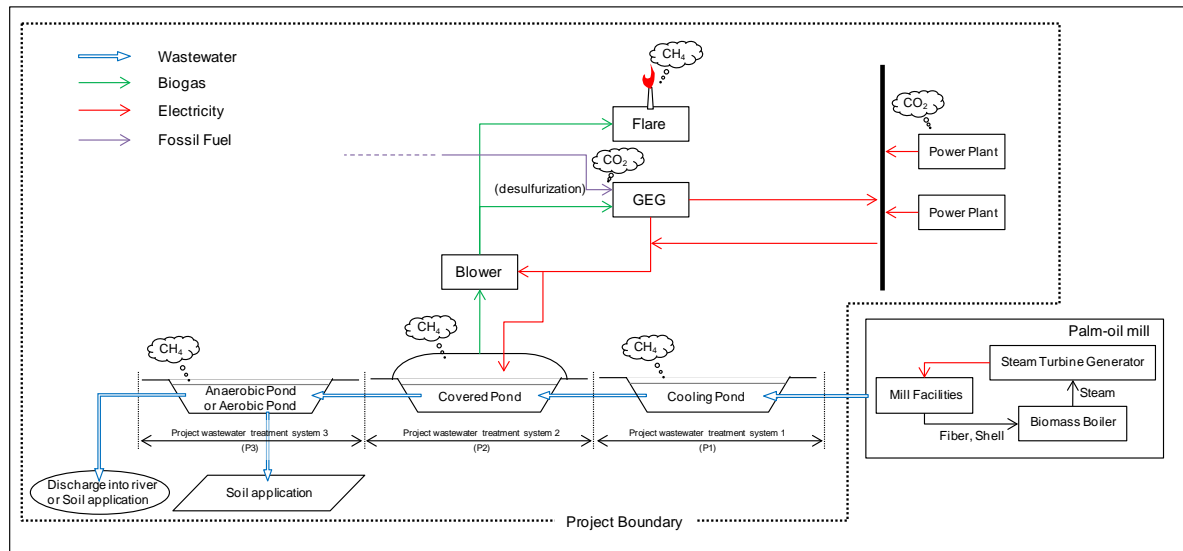 Wastewater
Biogas
Electricity
Fossil Fuel
CH4
Flare
CO2
Power Plant
CO2
(desulfurization)
GEG
Power Plant
Blower
CH4
CH4
CH4
Palm-oil mill
Steam Turbine Generator
Steam
Mill Facilities
Biomass Boiler
Fiber, Shell
Anaerobic Pond
or Aerobic Pond
Covered Pond
Cooling Pond
Project wastewater treatment system 3
(P3)
Project wastewater treatment system 2
(P2)
Project wastewater treatment system 1
(P1)
Discharge into river
or Soil application
Soil application
Project Boundary